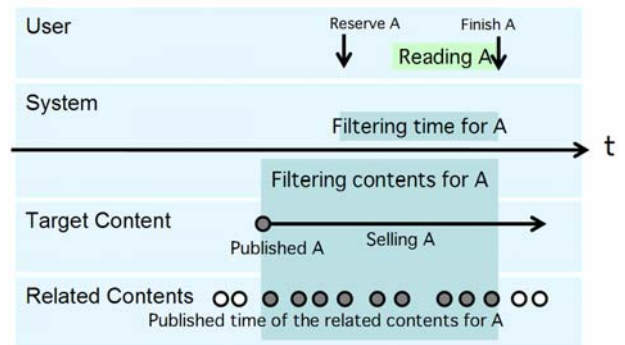 User
Reserve A
Finish A
Reading A
System
Filtering time for A
t
Filtering contents for A
Target Content
Published A
Selling A
Related Contents
Published time of the related contents for A